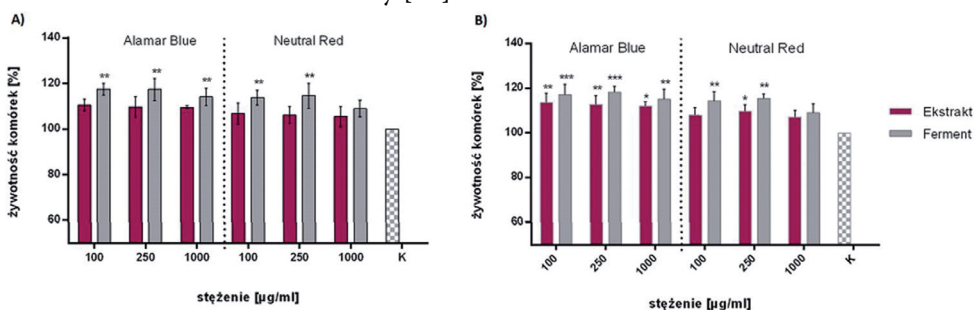 A)
Alamar Blue Neutral Red
żywotność komórek [%]
140
120
100
80
60
** ** ** ** **
100 250 1000 100 250 1000 K
stężenie [µg/ml]
B)
Alamar Blue Neutral Red
żywotność komórek [%]
140
120
100
80
60
** *** ** *** * ** ** * **
100 250 1000 100 250 1000 K
stężenie [µg/ml]
Ekstrakt
Ferment